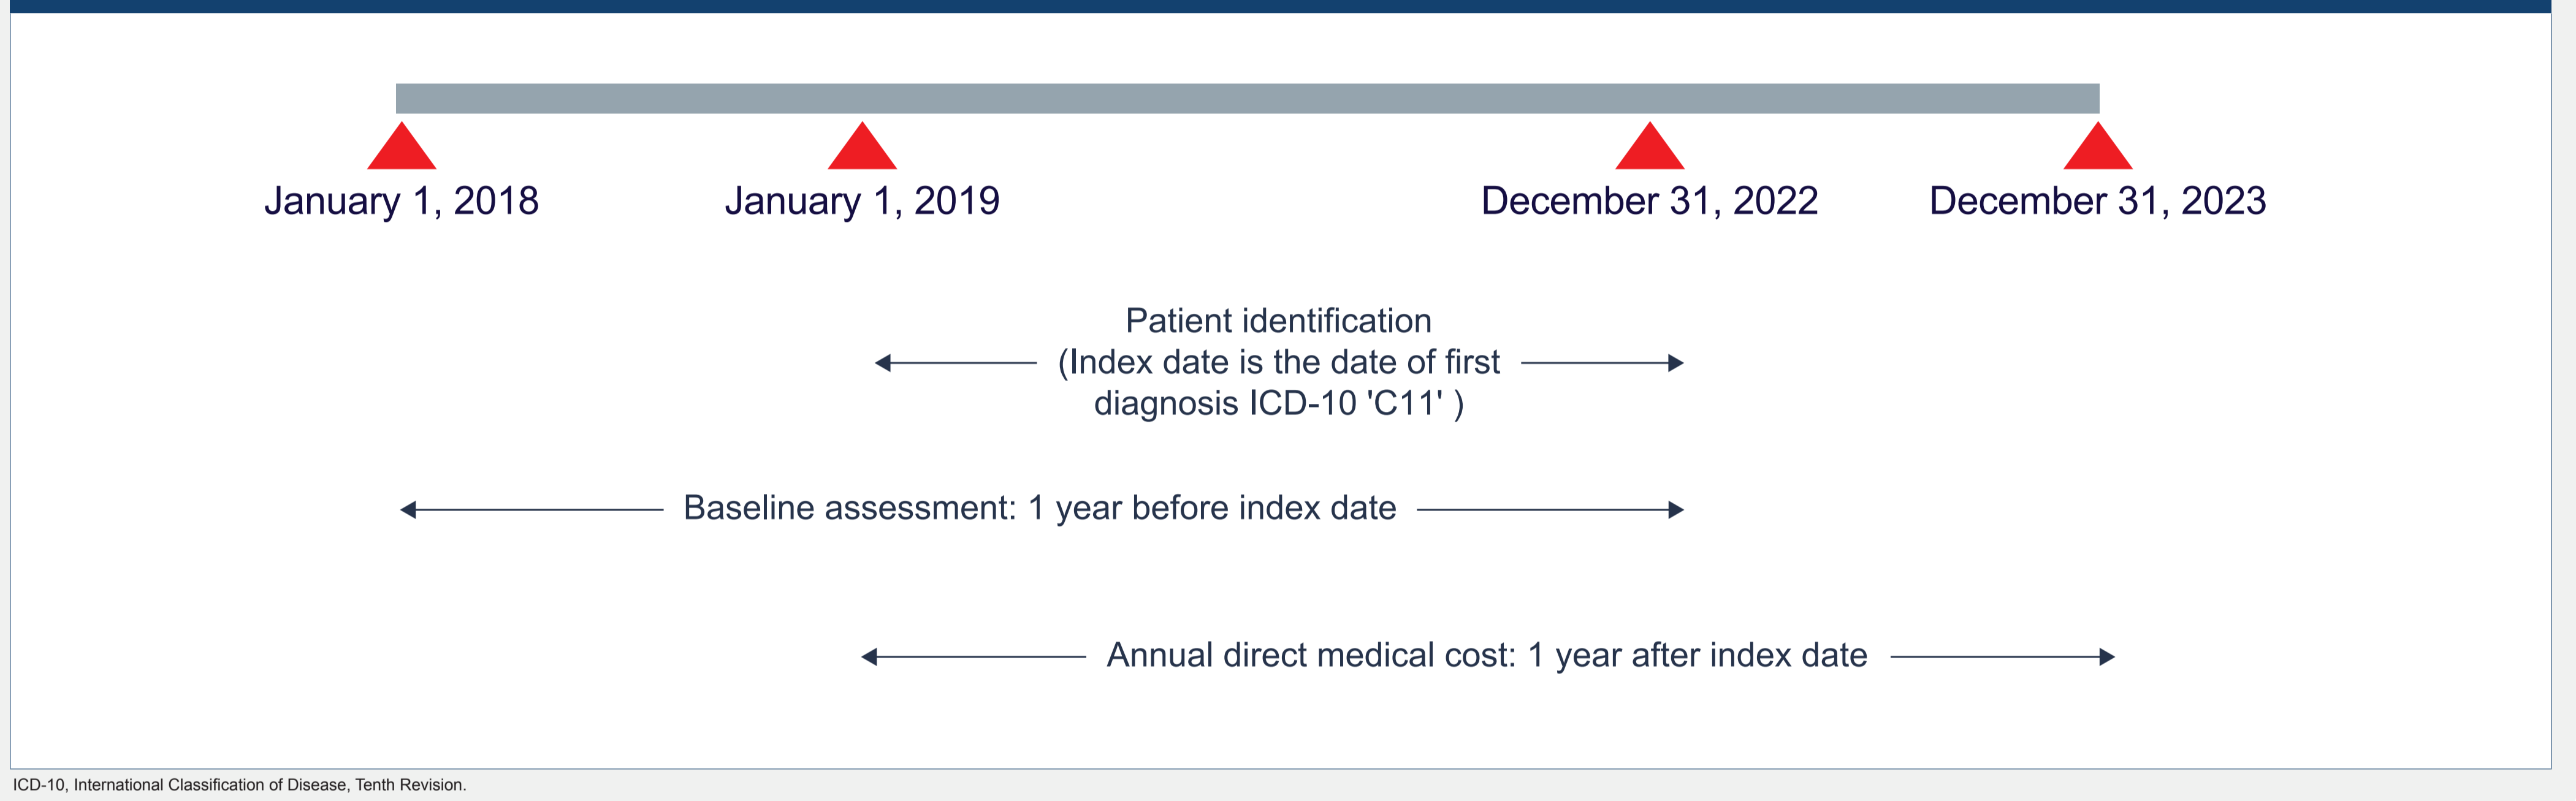 January 1, 2018
January 1, 2019
December 31, 2022
December 31, 2023
Patient identification
(Index date is the date of first
diagnosis ICD-10 'C11' )
Baseline assessment: 1 year before index date
Annual direct medical cost: 1 year after index date
ICD-10, International Classification of Disease, Tenth Revision.